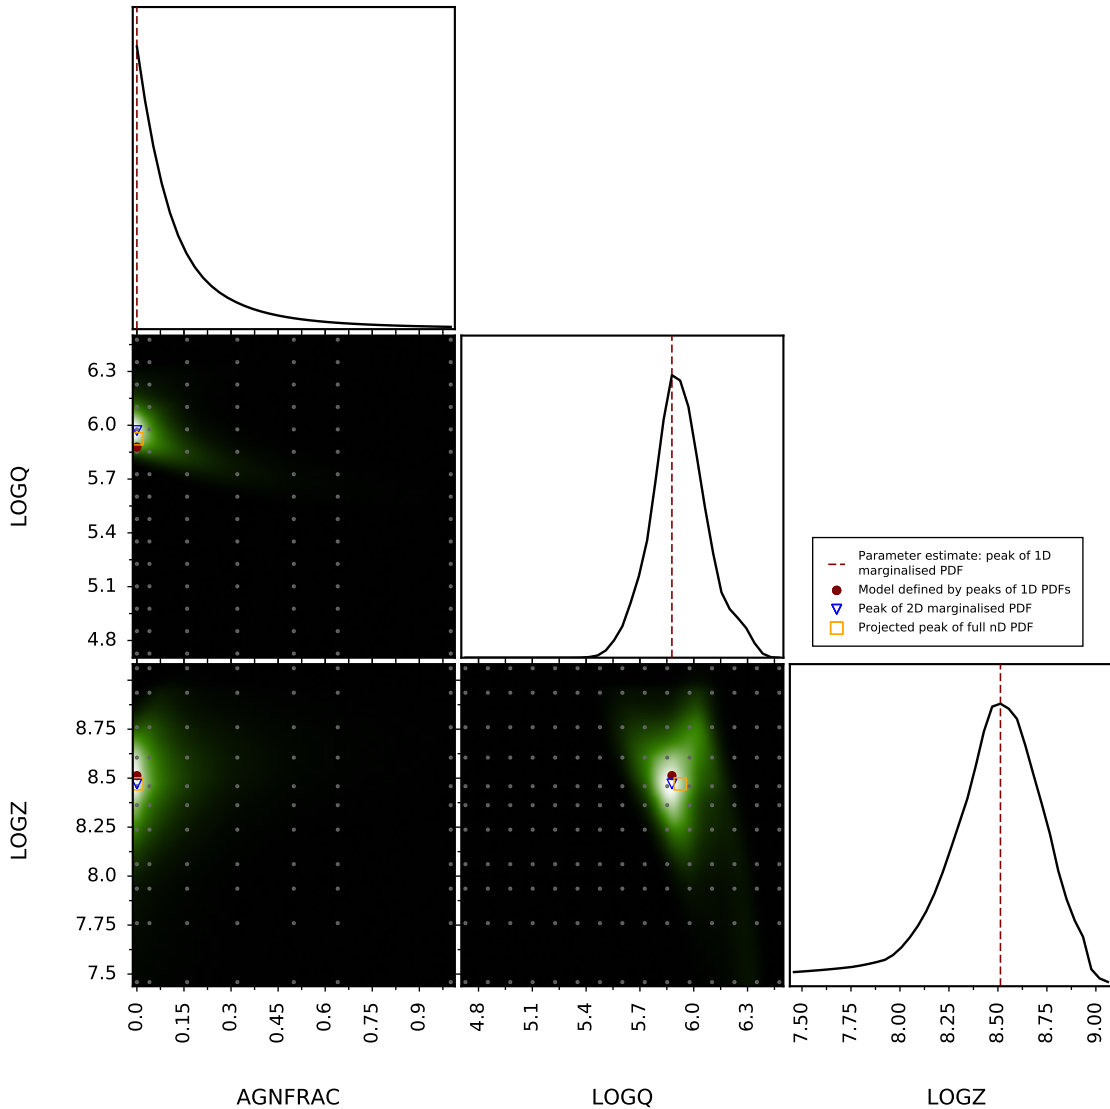 6.3
6.0
5.7
5.4
5.1
4.8
LOGQ
Parameter estimate: peak of 1D
marginalised PDF
Model defined by peaks of 1D PDFs
Peak of 2D marginalised PDF
Projected peak of full nD PDF
8.75
8.5
8.25
8.0
7.75
7.5
LOGZ
0.0 0.15 0.3 0.45 0.6 0.75 0.9
4.8 5.1 5.4 5.7 6.0 6.3
7.50 7.75 8.00 8.25 8.50 8.75 9.00
AGNFRAC LOGQ LOGZ